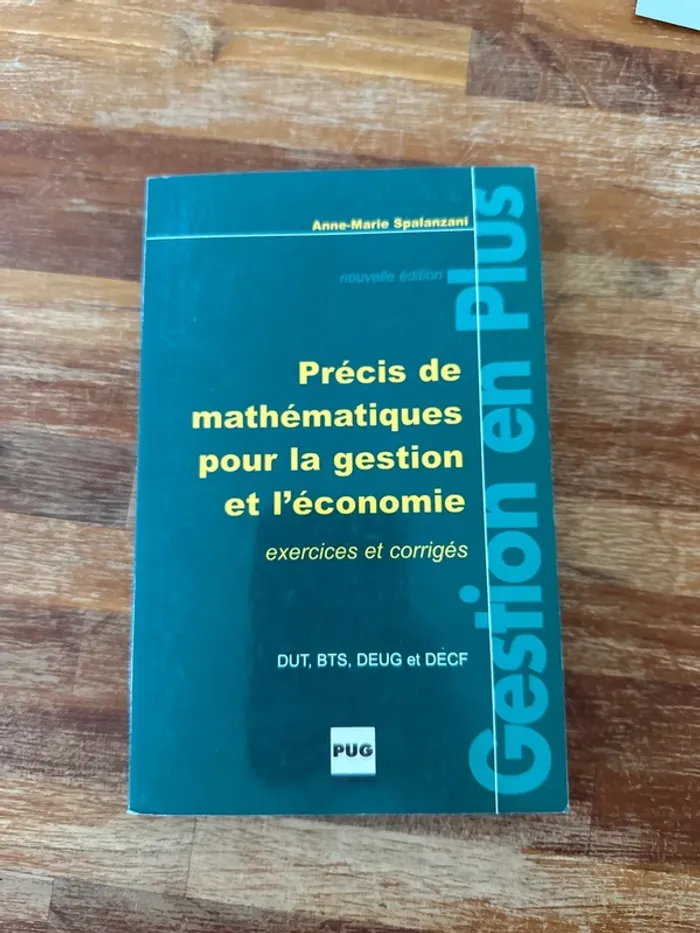 Anne-Marie Spalanzani
nouvelle édition
Précis de
mathématiques
pour la gestion
et l'économie
exercices et corrigés
DUT, BTS, DEUG et DECF
PUG
Gestion en Plus